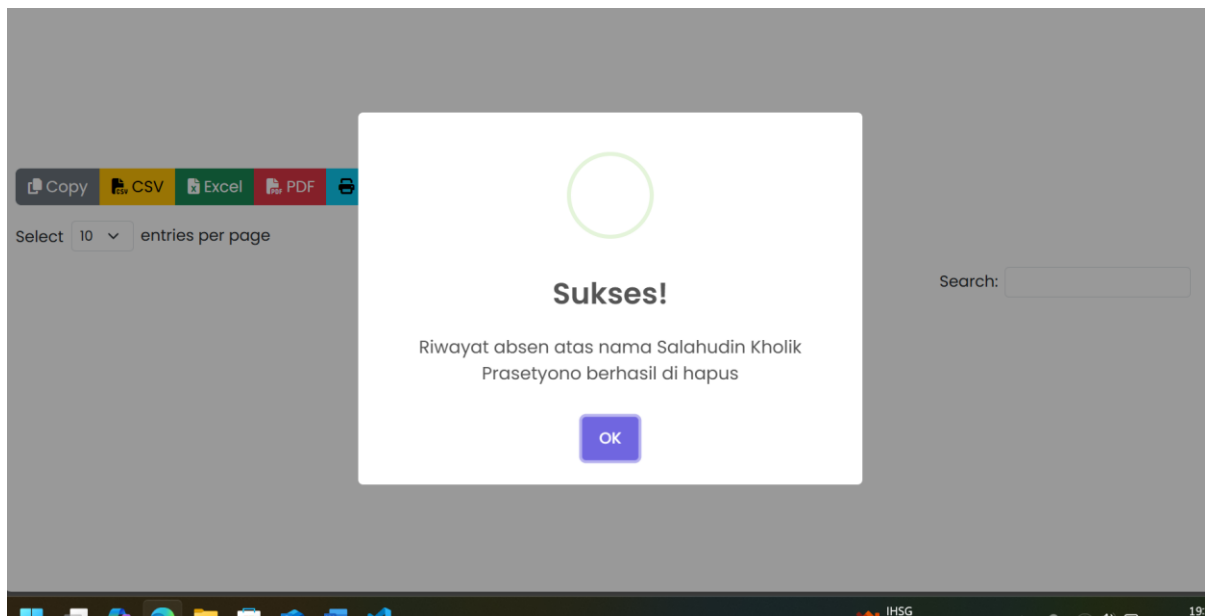 Copy CSV Excel PDF
Select 10 entries per page
Search:
Sukses!
Riwayat absen atas nama Salahudin Kholik
Prasetyono berhasil di hapus
OK
IHSG